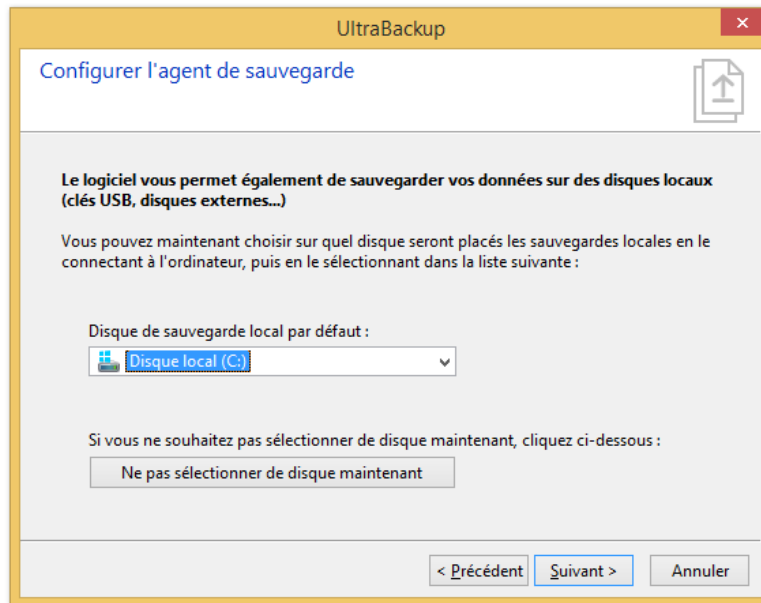 UltraBackup
Configurer l'agent de sauvegarde
Le logiciel vous permet également de sauvegarder vos données sur des disques locaux
(clés USB, disques externes...)
Vous pouvez maintenant choisir sur quel disque seront placés les sauvegardes locales en le
connectant à l'ordinateur, puis en le sélectionnant dans la liste suivante :
Disque de sauvegarde local par défaut :
Disque local (C:)
Si vous ne souhaitez pas sélectionner de disque maintenant, cliquez ci-dessous :
Ne pas sélectionner de disque maintenant
< Précédent Suivant > Annuler